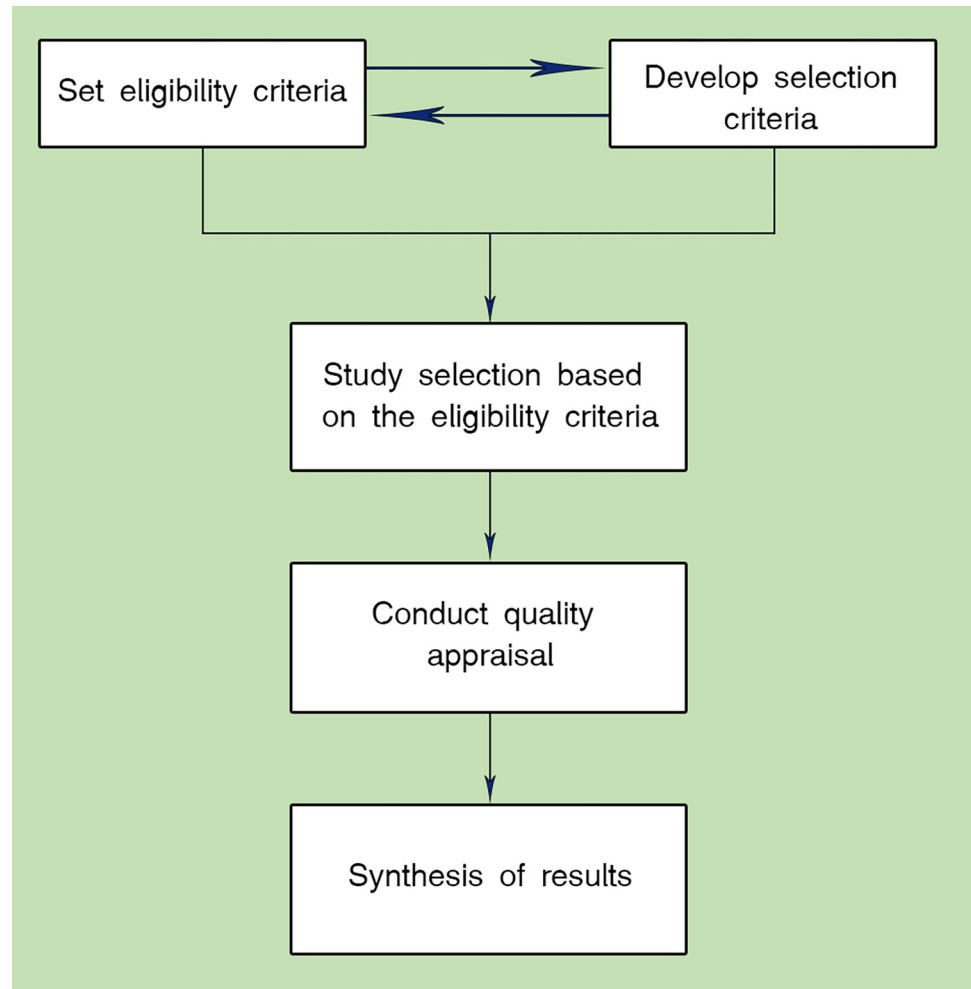 Set eligibility criteria
Develop selection
criteria
Study selection based
on the eligibility criteria
Conduct quality
appraisal
Synthesis of results